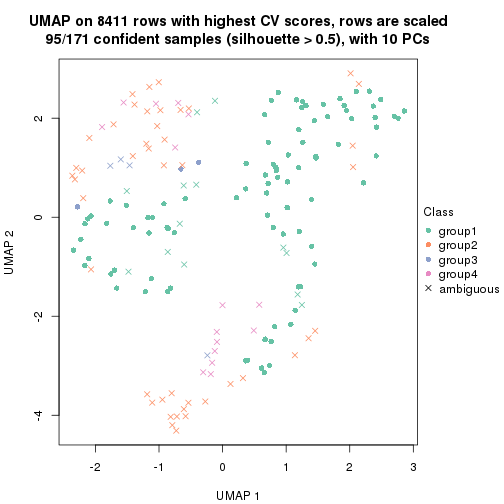 UMAP on 8411 rows with highest CV scores, rows are scaled
95/171 confident samples (silhouette > 0.5), with 10 PCs
2
0
-2
-4
UMAP 2
-2
-1
0
1
2
3
UMAP 1
Class
group1
group2
group3
group4
ambiguous